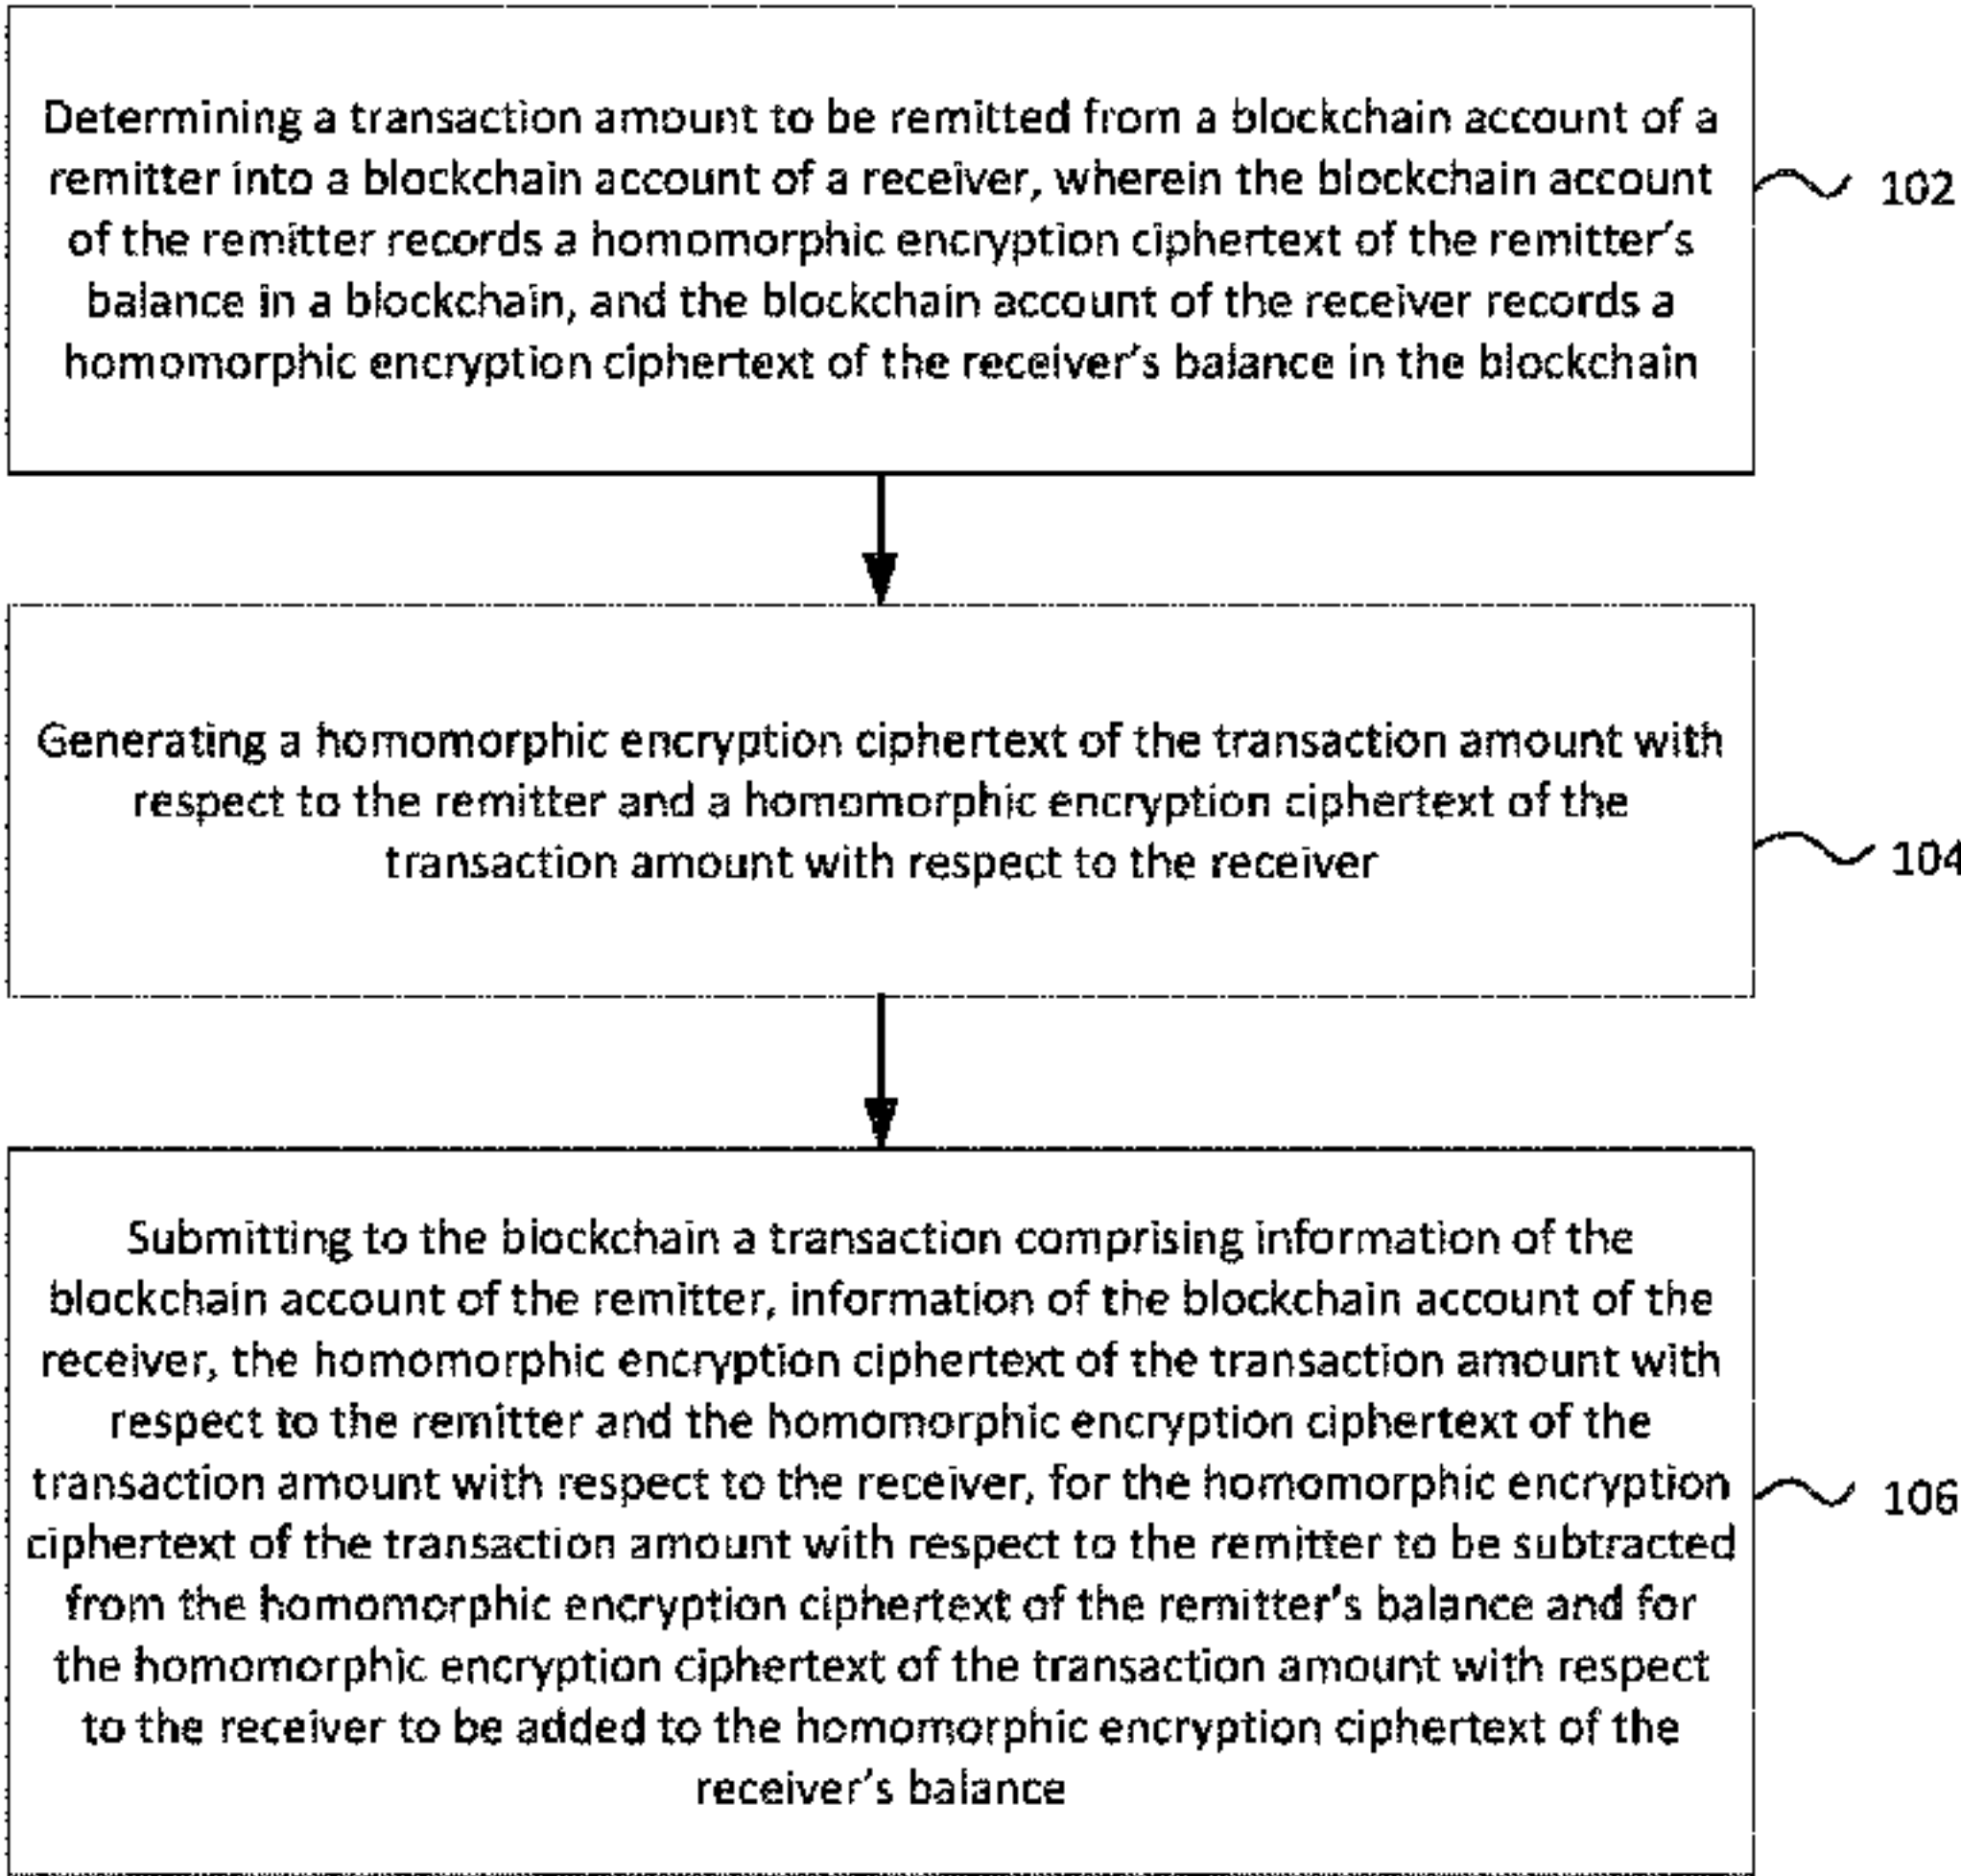 Determining a transaction amount to be remitted from a blockchain account of a
remitter into a blockchain account of a receiver, wherein the blockchain account
of the remitter records a homomorphic encryption ciphertext of the remitter's
balance in a blockchain, and the blockchain account of the receiver records a
homomorphic encryption ciphertext of the receiver's balance in the blockchain
102
Generating a homomorphic encryption ciphertext of the transaction amount with
respect to the remitter and a homomorphic encryption ciphertext of the
transaction amount with respect to the receiver
104
Submitting to the blockchain a transaction comprising information of the
blockchain account of the remitter, information of the blockchain account of the
receiver, the homomorphic encryption ciphertext of the transaction amount with
respect to the remitter and the homomorphic encryption ciphertext of the
transaction amount with respect to the receiver, for the homomorphic encryption
ciphertext of the transaction amount with respect to the remitter to be subtracted
from the homomorphic encryption ciphertext of the remitter's balance and for
the homomorphic encryption ciphertext of the transaction amount with respect
to the receiver to be added to the homomorphic encryption ciphertext of the
receiver's balance
106